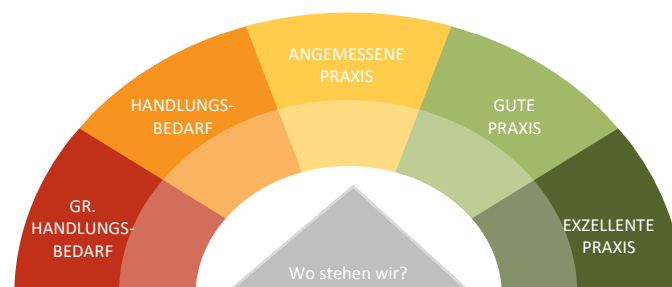 ANGEMESSENE
PRAXIS
HANDLUNGS-
BEDARF
GUTE
PRAXIS
GR.
HANDLUNGS-
BEDARF
EXZELLENTE
PRAXIS
Wo stehen wir?